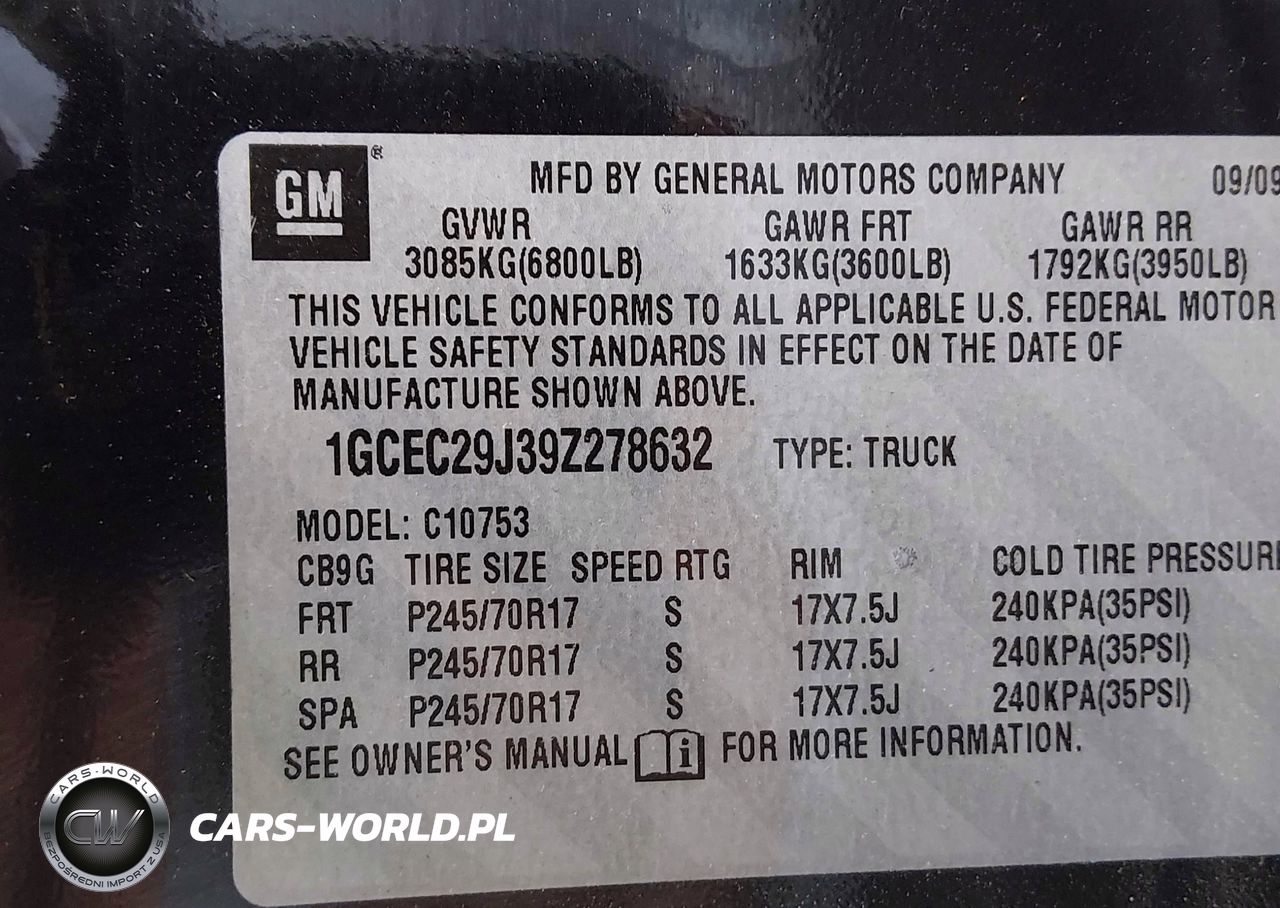 GM ®
MFD BY GENERAL MOTORS COMPANY 09/09
GVWR GAWR FRT GAWR RR
3085KG(6800LB) 1633KG(3600LB) 1792KG(3950LB)
THIS VEHICLE CONFORMS TO ALL APPLICABLE U.S. FEDERAL MOTOR
VEHICLE SAFETY STANDARDS IN EFFECT ON THE DATE OF
MANUFACTURE SHOWN ABOVE.
1GCEC29J39Z278632 TYPE: TRUCK
MODEL: C10753
CB9G TIRE SIZE SPEED RTG RIM COLD TIRE PRESSURE
FRT P245/70R17 S 17X7.5J 240KPA(35PSI)
RR P245/70R17 S 17X7.5J 240KPA(35PSI)
SPA P245/70R17 S 17X7.5J 240KPA(35PSI)
SEE OWNER'S MANUAL i FOR MORE INFORMATION.
CARS-WORLD
CW
BEZPOŚREDNI IMPORT Z USA
CARS-WORLD.PL